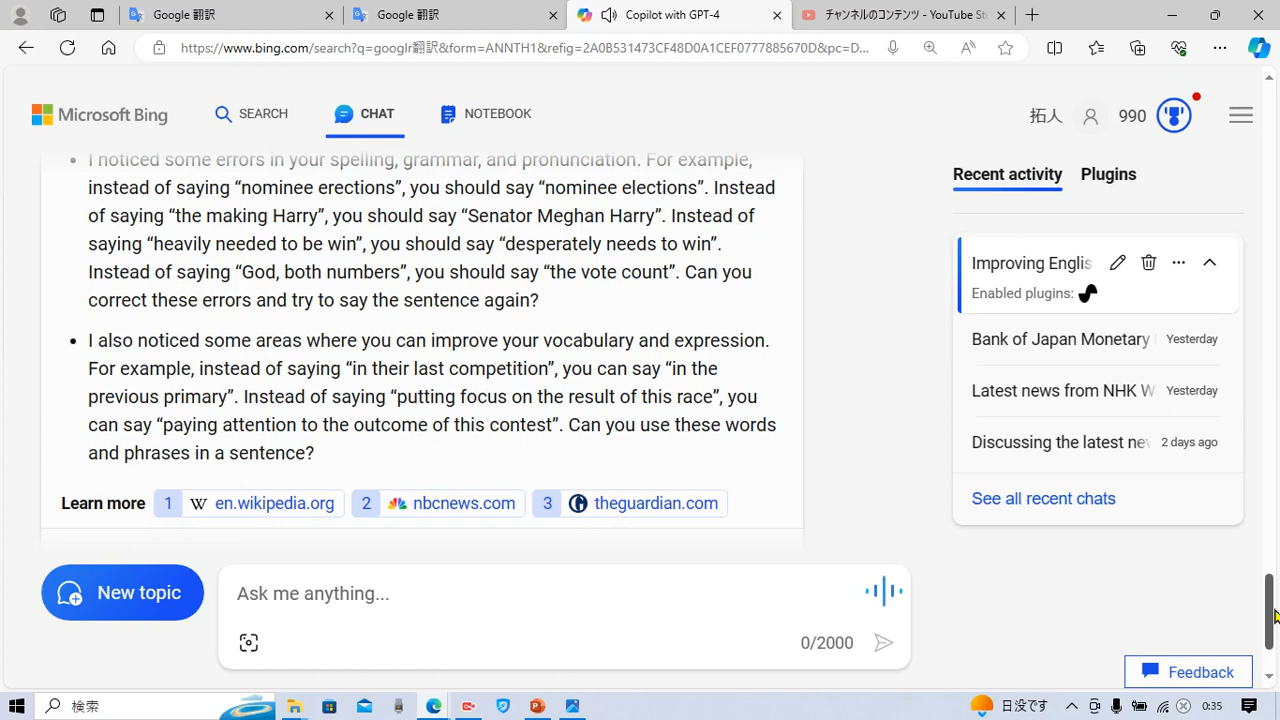 Google 翻訳
Google 翻訳
Copilot with GPT-4
チャンネルのコンテンツ - YouTube St
https://www.bing.com/search?q=googlr翻訳&form=ANNTH1&refig=2A0B531473CF48D0A1CEF0777885670D&pc=D...
Microsoft Bing
SEARCH
CHAT
NOTEBOOK
拓人
990
I noticed some errors in your spelling, grammar, and pronunciation. For example,
instead of saying “nominee erections”, you should say “nominee elections”. Instead
of saying “the making Harry”, you should say “Senator Meghan Harry”. Instead of
saying “heavily needed to be win”, you should say “desperately needs to win”.
Instead of saying “God, both numbers”, you should say “the vote count”. Can you
correct these errors and try to say the sentence again?
I also noticed some areas where you can improve your vocabulary and expression.
For example, instead of saying “in their last competition”, you can say “in the
previous primary”. Instead of saying “putting focus on the result of this race”, you
can say “paying attention to the outcome of this contest”. Can you use these words
and phrases in a sentence?
Learn more 1 W en.wikipedia.org 2 nbcnews.com 3 theguardian.com
Recent activity
Plugins
Improving Englis
Enabled plugins:
Bank of Japan Monetary Yesterday
Latest news from NHK W Yesterday
Discussing the latest nev 2 days ago
See all recent chats
New topic
Ask me anything...
0/2000
Feedback
検索
日没です
0:35